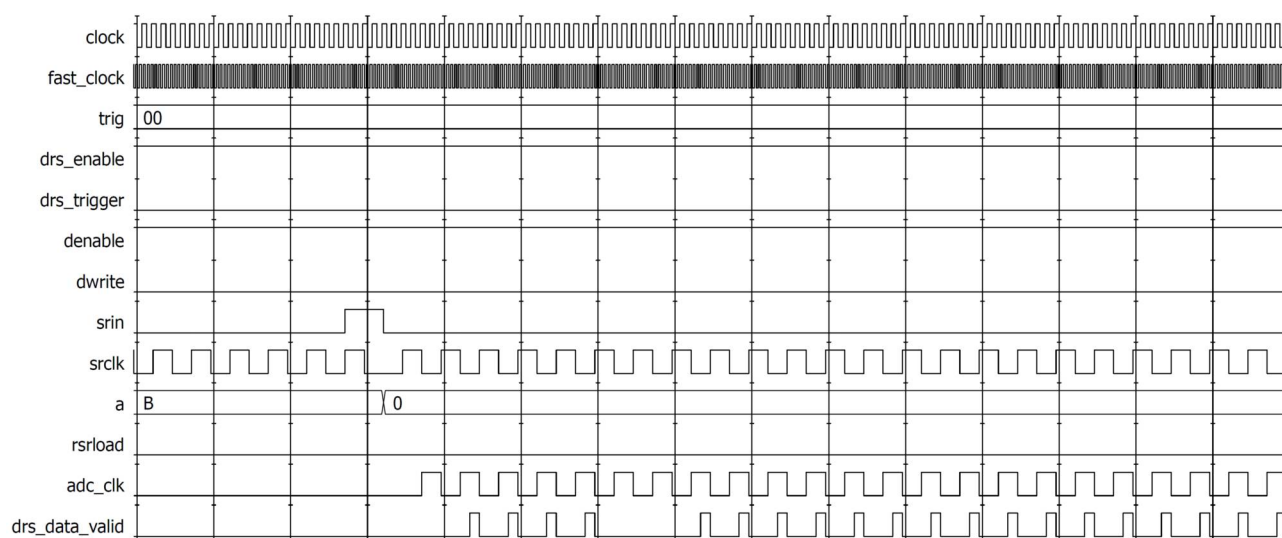 clock
fast_clock
trig 00
drs_enable
drs_trigger
denable
dwrite
srin
srclk
a B 0
rsrload
adc_clk
drs_data_valid